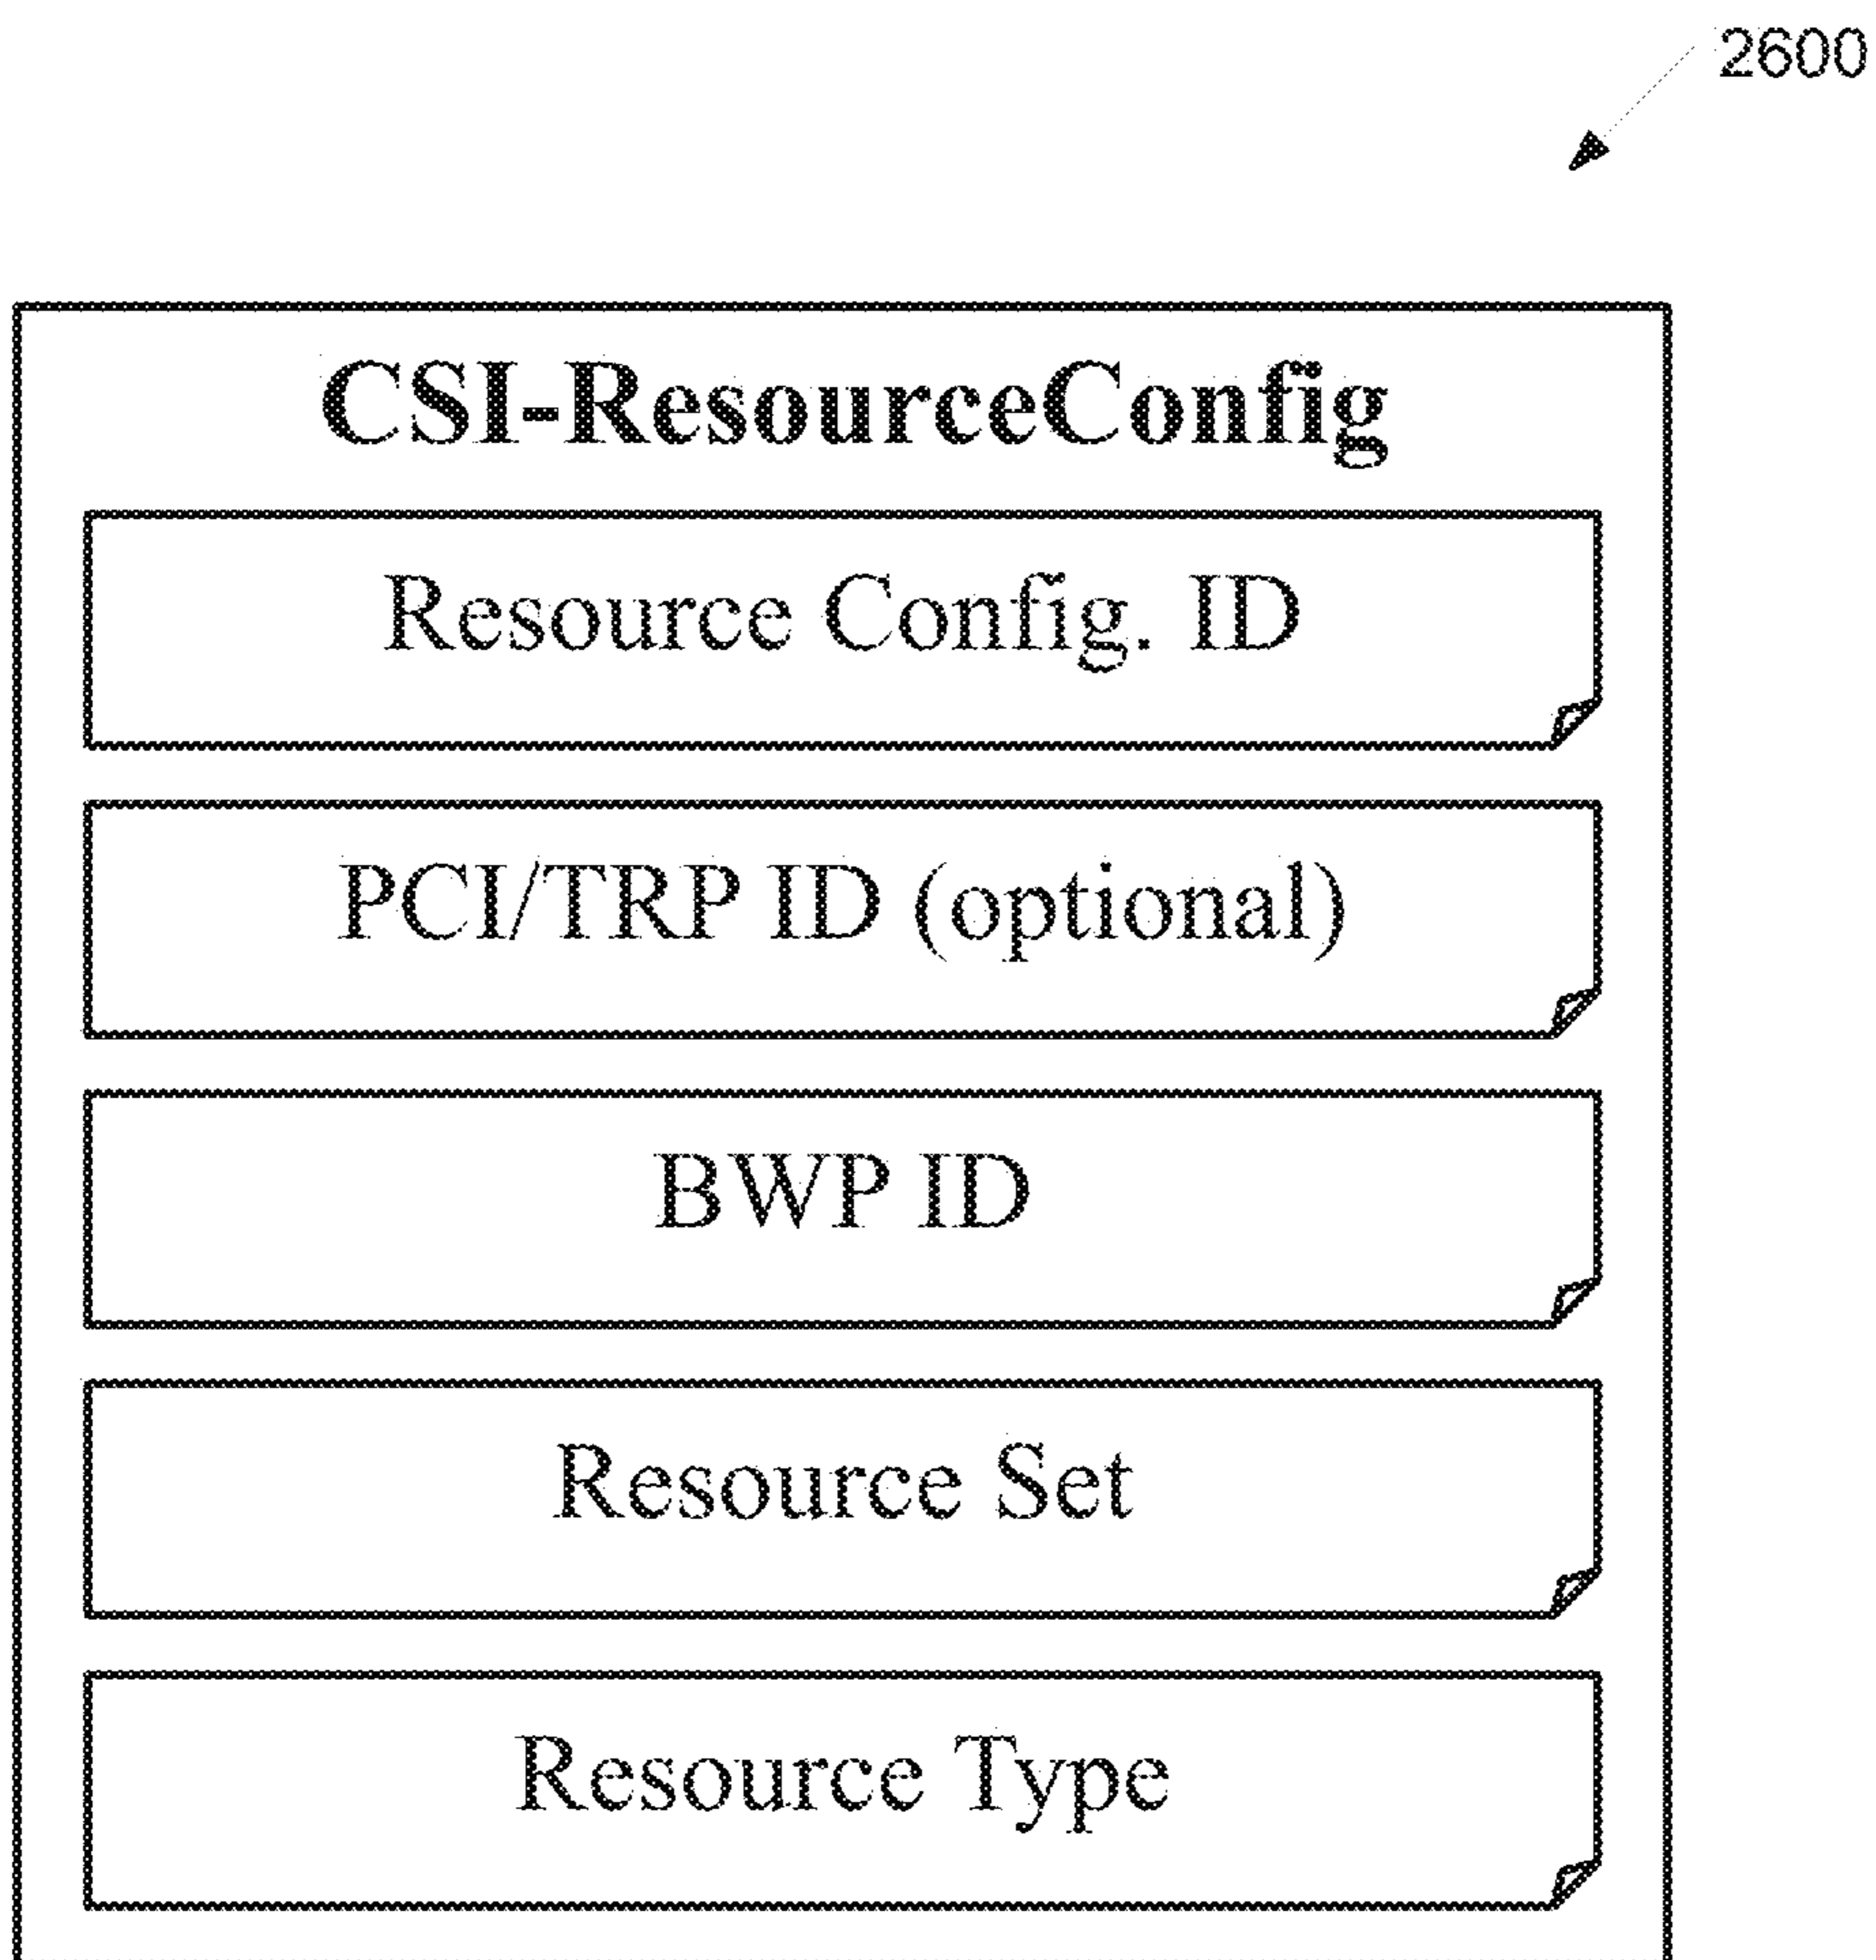 2600
CSI-ResourceConfig
Resource Config. ID
PCI/TRP ID (optional)
BWP ID
Resource Set
Resource Type